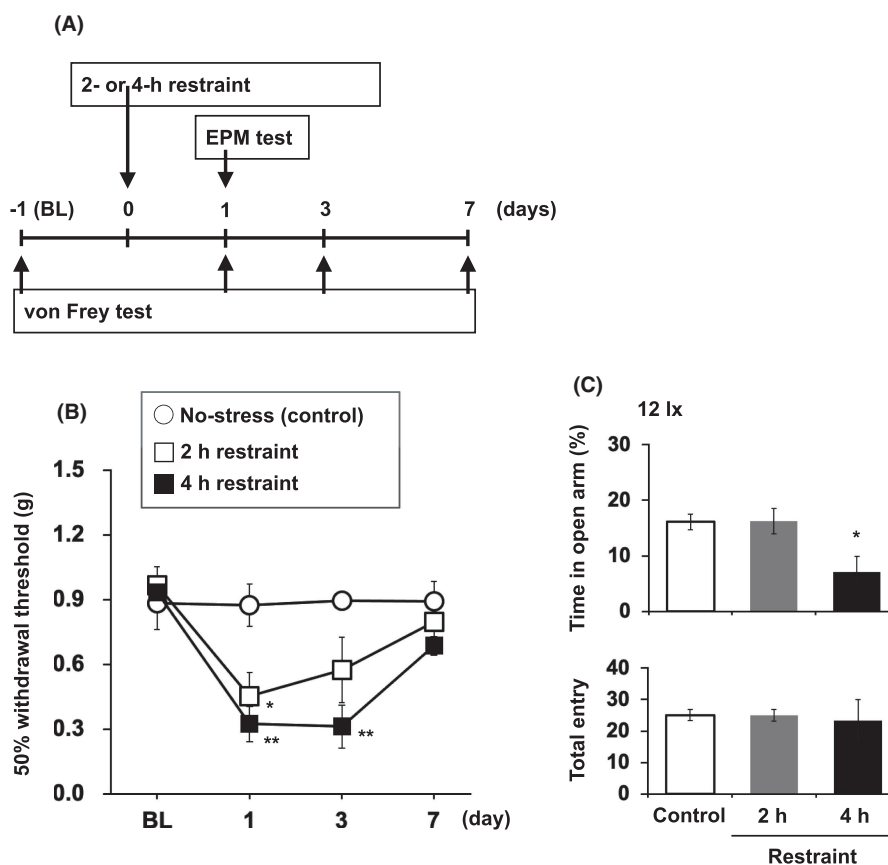 (A)
2- or 4-h restraint
EPM test
-1 (BL) 0 1 3 7 (days)
von Frey test
(B)
No-stress (control)
2 h restraint
4 h restraint
50% withdrawal threshold (g)
1.5
1.2
0.9
0.6
0.3
0.0
*
**
**
BL 1 3 7 (day)
(C)
12 lx
Time in open arm (%)
30
20
10
0
*
Total entry
40
30
20
10
0
Control 2 h 4 h
Restraint